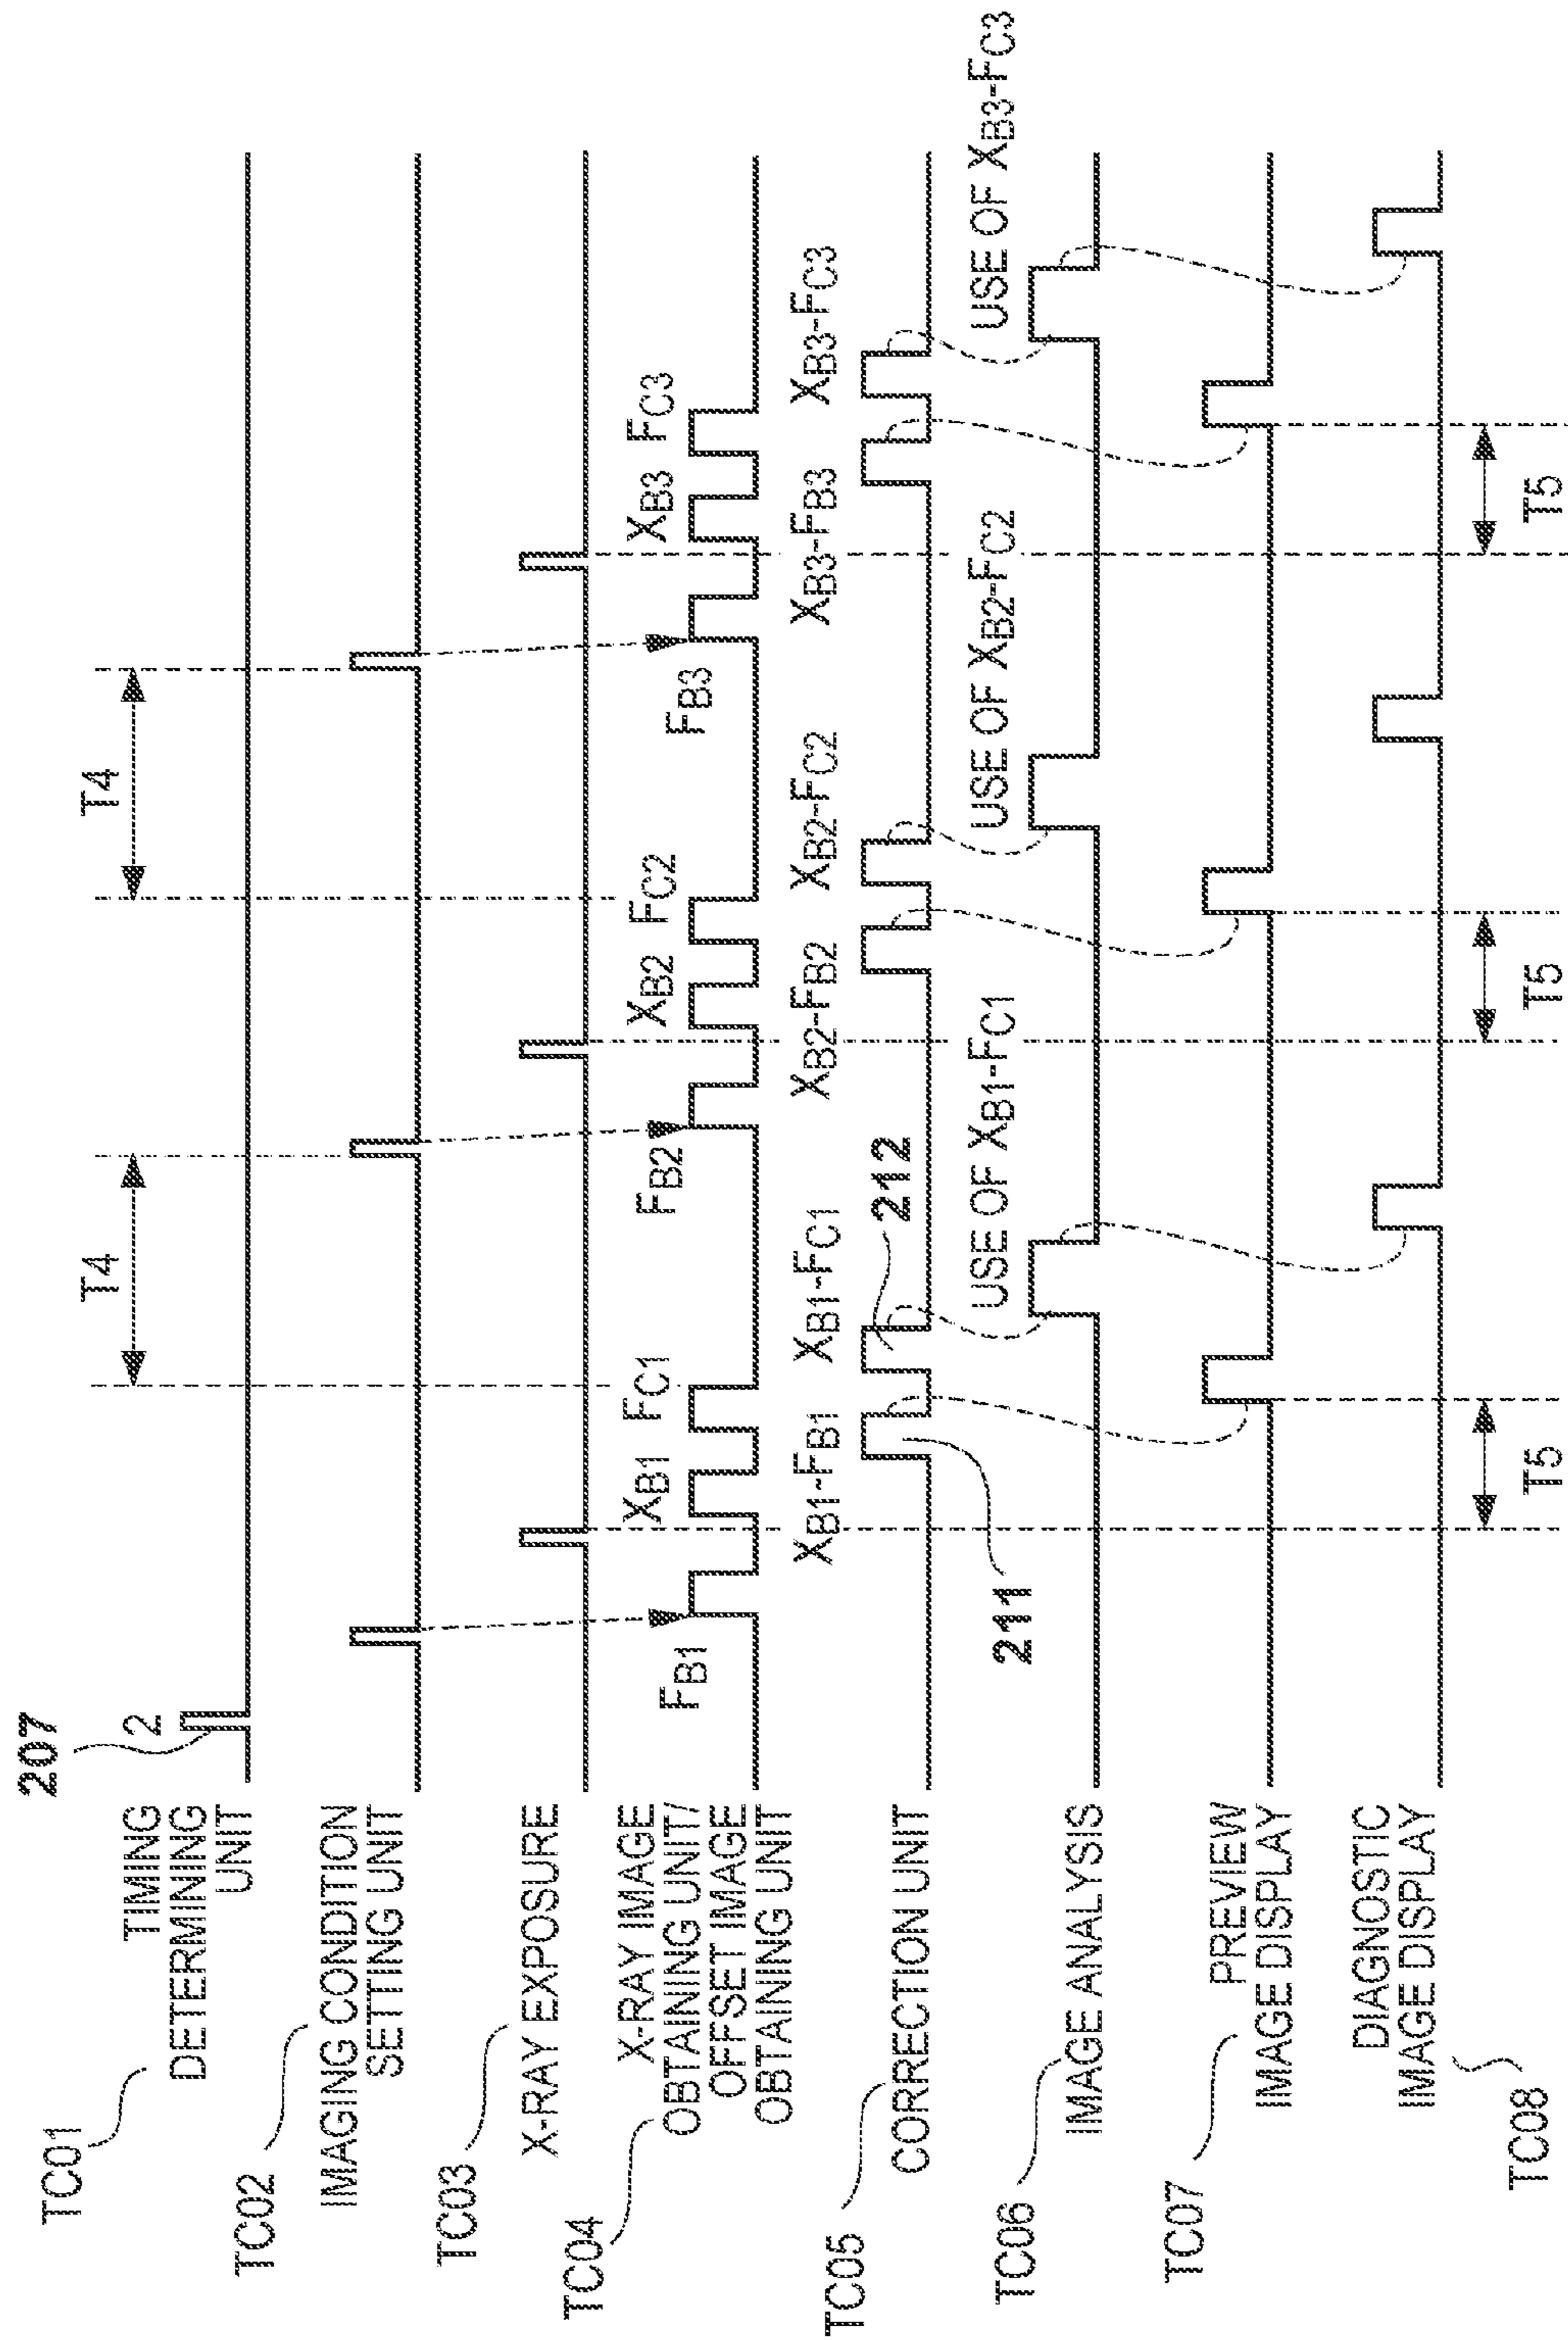 TC01
TIMING
DETERMINING
UNIT
207
2
T4
T4
TC02
IMAGING CONDITION
SETTING UNIT
TC03
X-RAY EXPOSURE
TC04
X-RAY IMAGE
OBTAINING UNIT/
OFFSET IMAGE
OBTAINING UNIT
FB1
XB1
FC1
FB2
XB2
FC2
FB3
XB3
FC3
TC05
CORRECTION UNIT
XB1-FB1
XB1-FC1
XB2-FB2
XB2-FC2
XB3-FB3
XB3-FC3
211
212
TC06
IMAGE ANALYSIS
USE OF XB1-FC1
USE OF XB2-FC2
USE OF XB3-FC3
TC07
PREVIEW
IMAGE DISPLAY
TC08
DIAGNOSTIC
IMAGE DISPLAY
T5
T5
T5